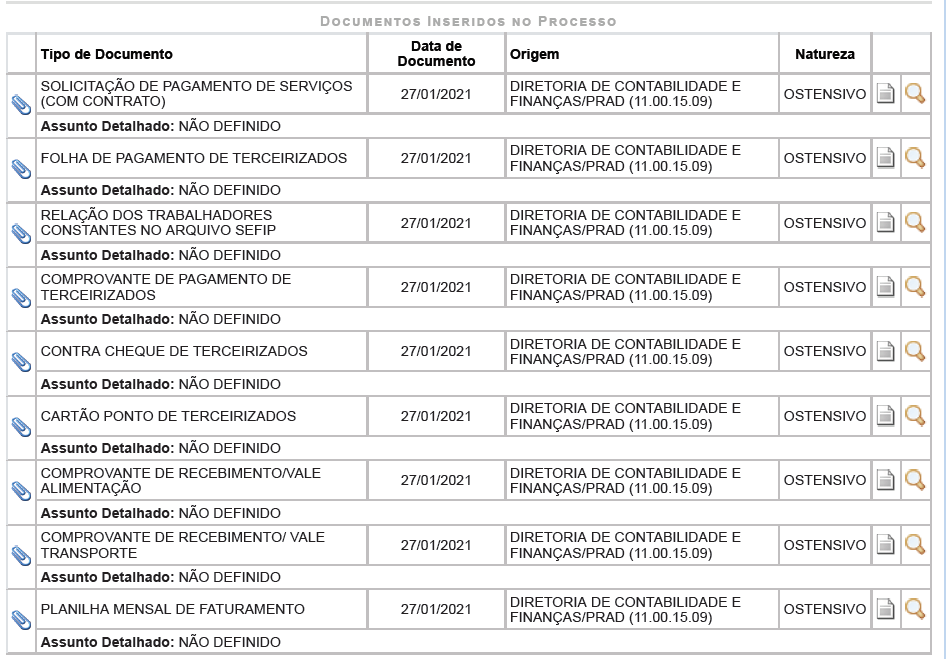 Documentos Inseridos no Processo
Tipo de Documento
Data de
Documento
Origem
Natureza
SOLICITAÇÃO DE PAGAMENTO DE SERVIÇOS
(COM CONTRATO)
27/01/2021
DIRETORIA DE CONTABILIDADE E
FINANÇAS/PRAD (11.00.15.09)
OSTENSIVO
Assunto Detalhado: NÃO DEFINIDO
FOLHA DE PAGAMENTO DE TERCEIRIZADOS
27/01/2021
DIRETORIA DE CONTABILIDADE E
FINANÇAS/PRAD (11.00.15.09)
OSTENSIVO
Assunto Detalhado: NÃO DEFINIDO
RELAÇÃO DOS TRABALHADORES
CONSTANTES NO ARQUIVO SEFIP
27/01/2021
DIRETORIA DE CONTABILIDADE E
FINANÇAS/PRAD (11.00.15.09)
OSTENSIVO
Assunto Detalhado: NÃO DEFINIDO
COMPROVANTE DE PAGAMENTO DE
TERCEIRIZADOS
27/01/2021
DIRETORIA DE CONTABILIDADE E
FINANÇAS/PRAD (11.00.15.09)
OSTENSIVO
Assunto Detalhado: NÃO DEFINIDO
CONTRA CHEQUE DE TERCEIRIZADOS
27/01/2021
DIRETORIA DE CONTABILIDADE E
FINANÇAS/PRAD (11.00.15.09)
OSTENSIVO
Assunto Detalhado: NÃO DEFINIDO
CARTÃO PONTO DE TERCEIRIZADOS
27/01/2021
DIRETORIA DE CONTABILIDADE E
FINANÇAS/PRAD (11.00.15.09)
OSTENSIVO
Assunto Detalhado: NÃO DEFINIDO
COMPROVANTE DE RECEBIMENTO/VALE
ALIMENTAÇÃO
27/01/2021
DIRETORIA DE CONTABILIDADE E
FINANÇAS/PRAD (11.00.15.09)
OSTENSIVO
Assunto Detalhado: NÃO DEFINIDO
COMPROVANTE DE RECEBIMENTO/ VALE
TRANSPORTE
27/01/2021
DIRETORIA DE CONTABILIDADE E
FINANÇAS/PRAD (11.00.15.09)
OSTENSIVO
Assunto Detalhado: NÃO DEFINIDO
PLANILHA MENSAL DE FATURAMENTO
27/01/2021
DIRETORIA DE CONTABILIDADE E
FINANÇAS/PRAD (11.00.15.09)
OSTENSIVO
Assunto Detalhado: NÃO DEFINIDO